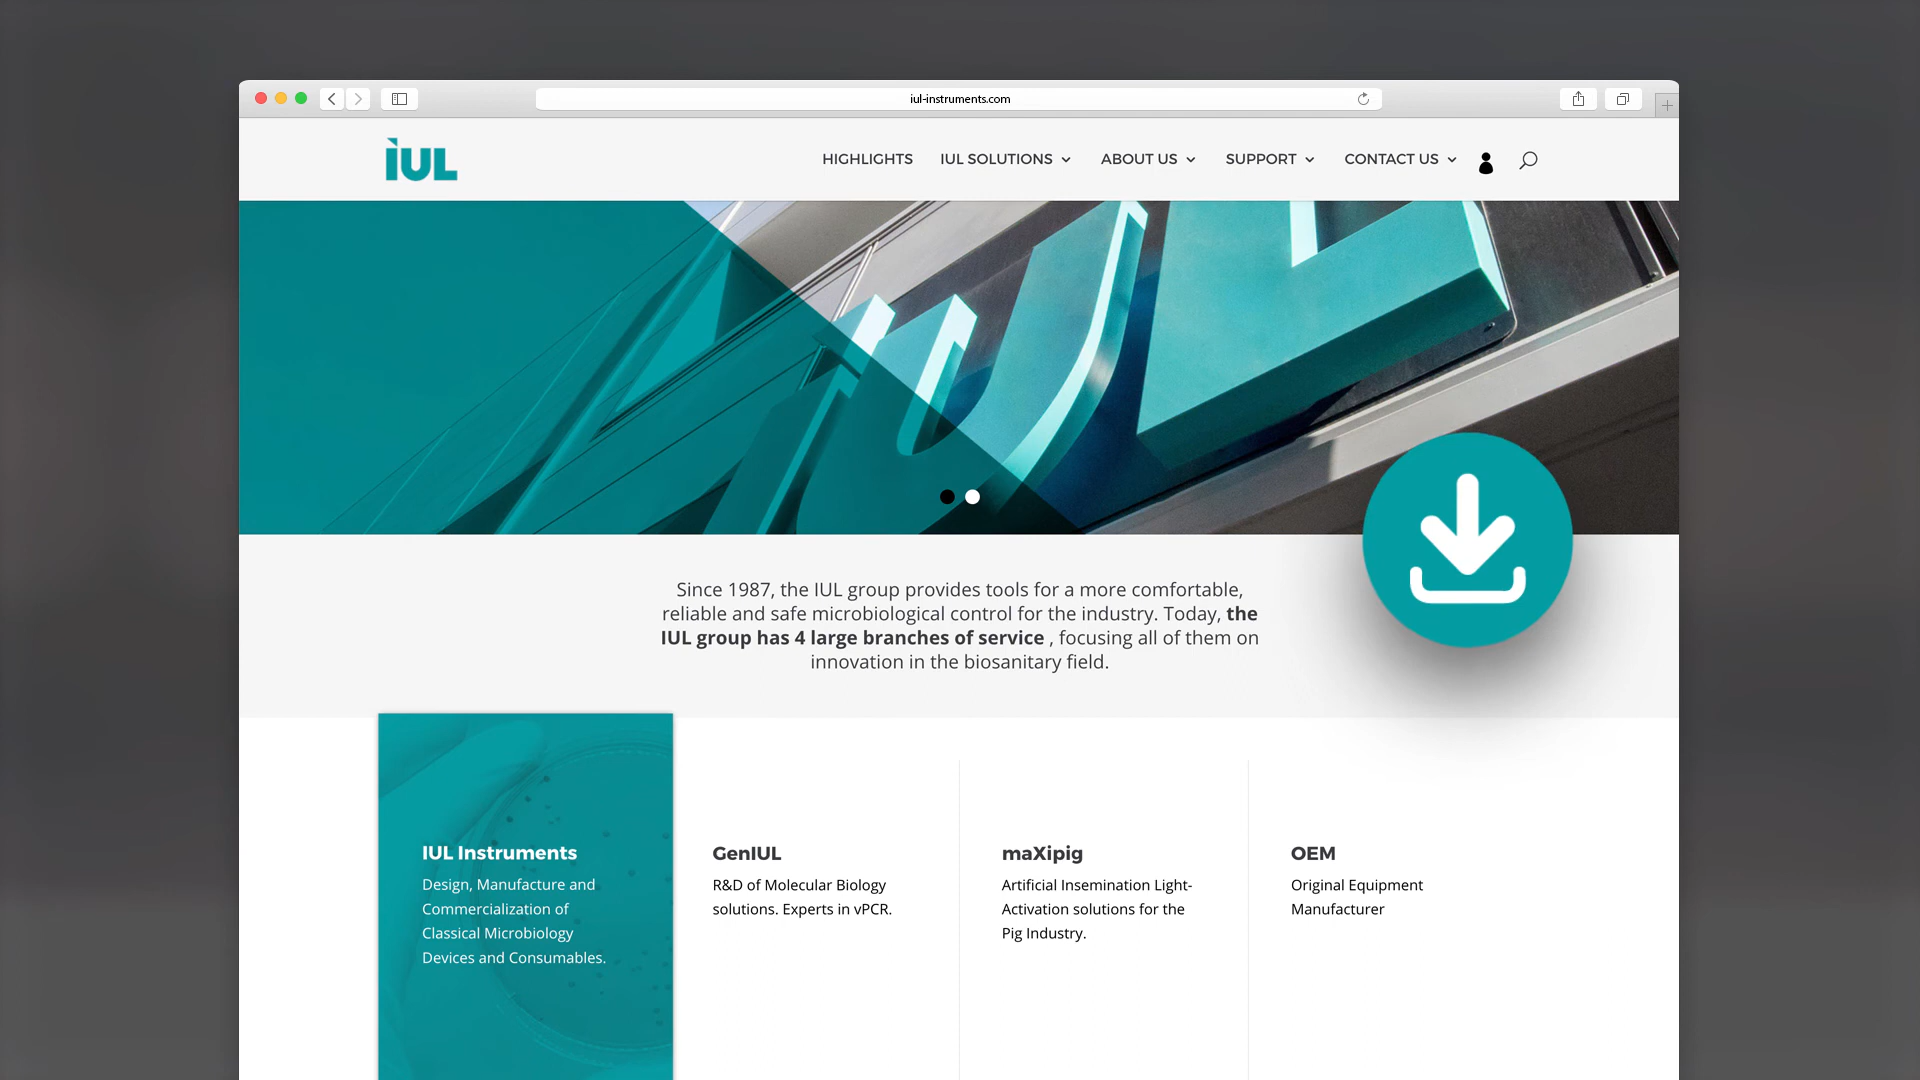 iul-instruments.com
iUL
HIGHLIGHTS
IUL SOLUTIONS
ABOUT US
SUPPORT
CONTACT US
iUL
Since 1987, the IUL group provides tools for a more comfortable,
reliable and safe microbiological control for the industry. Today, the
IUL group has 4 large branches of service , focusing all of them on
innovation in the biosanitary field.
IUL Instruments
Design, Manufacture and
Commercialization of
Classical Microbiology
Devices and Consumables.
GenIUL
R&D of Molecular Biology
solutions. Experts in vPCR.
maXipig
Artificial Insemination Light-
Activation solutions for the
Pig Industry.
OEM
Original Equipment
Manufacturer